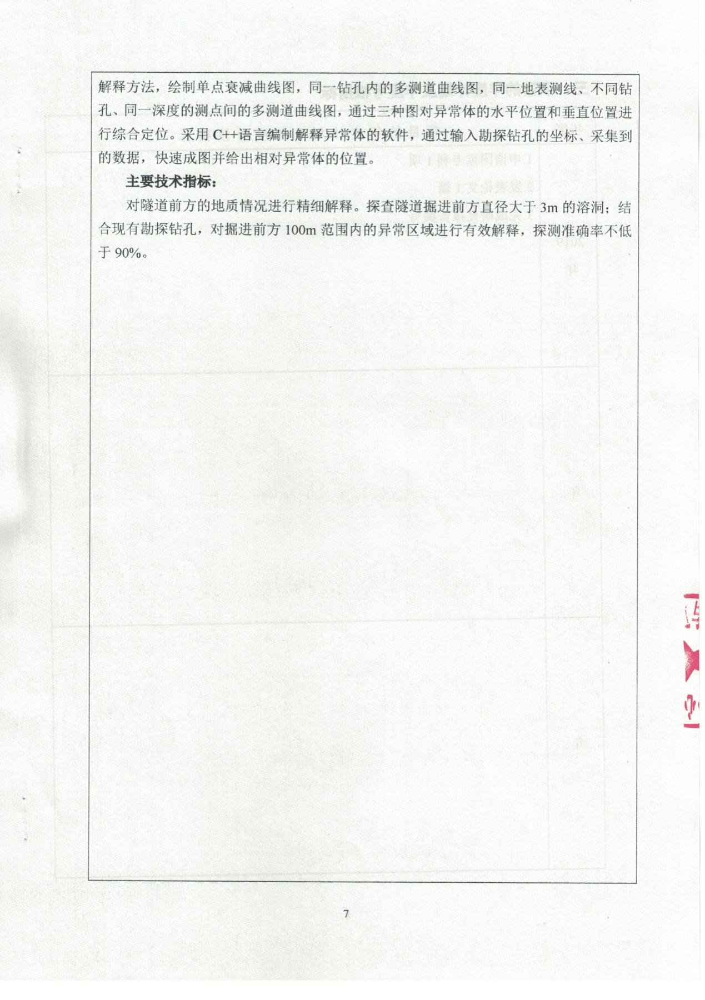 解释方法，绘制单点衰减曲线图，同一钻孔内的多测道曲线图，同一地表测线、不同钻
孔、同一深度的测点间的多测道曲线图，通过三种图对异常体的水平位置和垂直位置进
行综合定位。采用 C++语言编制解释异常体的软件，通过输入勘探钻孔的坐标、采集到
的数据，快速成图并给出相对异常体的位置。
主要技术指标：
对隧道前方的地质情况进行精细解释。探查隧道掘进前方直径大于 3m 的溶洞；结
合现有勘探钻孔，对掘进前方 100m 范围内的异常区域进行有效解释，探测准确率不低
于 90%。
7